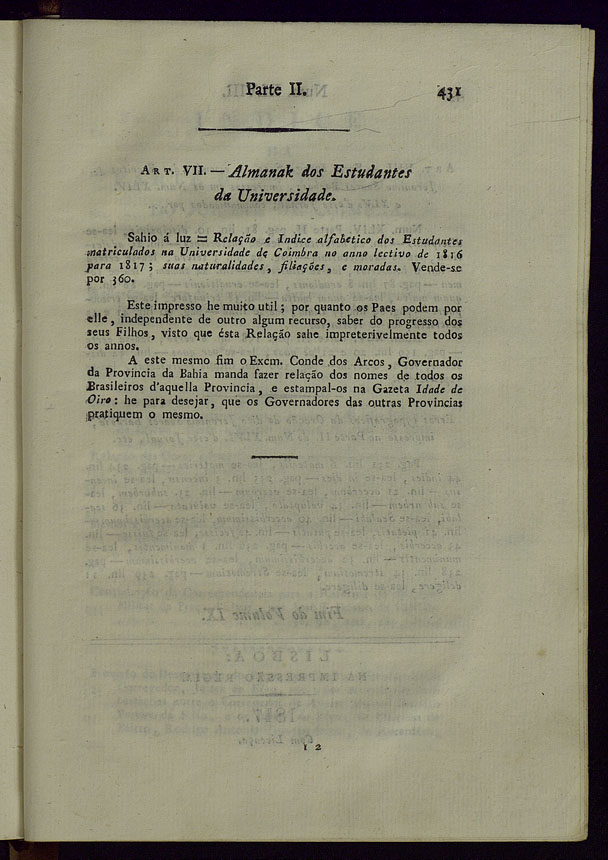 Parte II. 431
ART. VII. — Almanak dos Estudantes
da Universidade.
Sahio á luz = Relação e Indice alfabetico dos Estudantes
matriculados na Universidade de Coimbra no anno lectivo de 1816
para 1817; suas naturalidades, filiações, e moradas. Vende-se
por 360.
Este impresso he muito util; por quanto os Paes podem por
elle, independente de outro algum recurso, saber do progresso dos
seus Filhos, visto que ésta Relação sahe impreterivelmente todos
os annos.
A este mesmo fim o Excm. Conde dos Arcos, Governador
da Provincia da Bahia manda fazer relação dos nomes de todos os
Brasileiros d'aquella Provincia, e estampal-os na Gazeta Idade de
Oiro: he para desejar, que os Governadores das outras Provincias
pratiquem o mesmo.
1 2